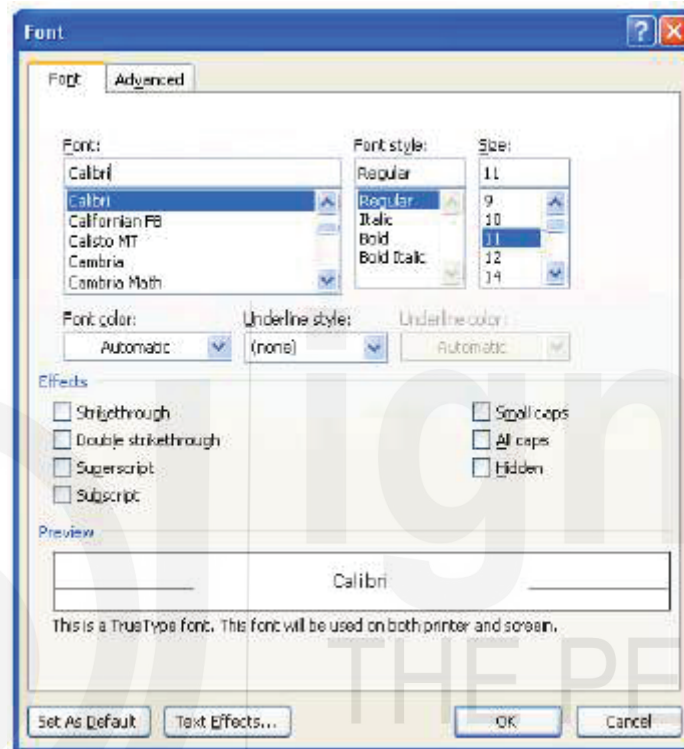 Font
Font Advanced
Font: Font style: Size:
Calibri Regular 11
Calibri Regular 9
Californian FB Italic 10
Calisto MT Bold 11
Cambria Bold Italic 12
Cambria Math 14
Font color: Underline style: Underline color:
Automatic (none) Automatic
Effects
Strikethrough Small caps
Double strikethrough All caps
Superscript Hidden
Subscript
Preview
Calibri
This is a TrueType font. This font will be used on both printer and screen.
Set As Default Text Effects... OK Cancel
ign
THE PE